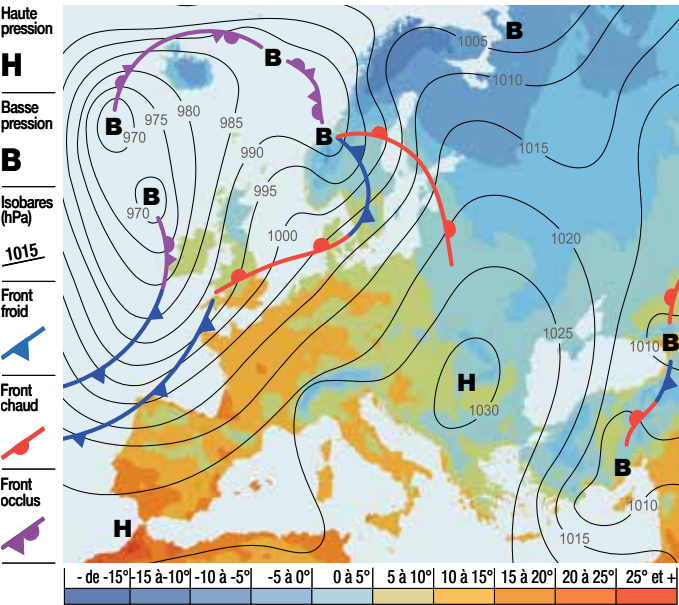 Haute
pression
H
Basse
pression
B
Isobares
(hPa)
1015
Front
froid
Front
chaud
Front
occlus
B
1005
B
1010
975
980
985
B
970
B
1015
990
B
995
970
1000
1020
1025
1010
B
H
1030
B
1010
H
1015
- de -15°
-15 à-10°
-10 à -5°
-5 à 0°
0 à 5°
5 à 10°
10 à 15°
15 à 20°
20 à 25°
25° et +